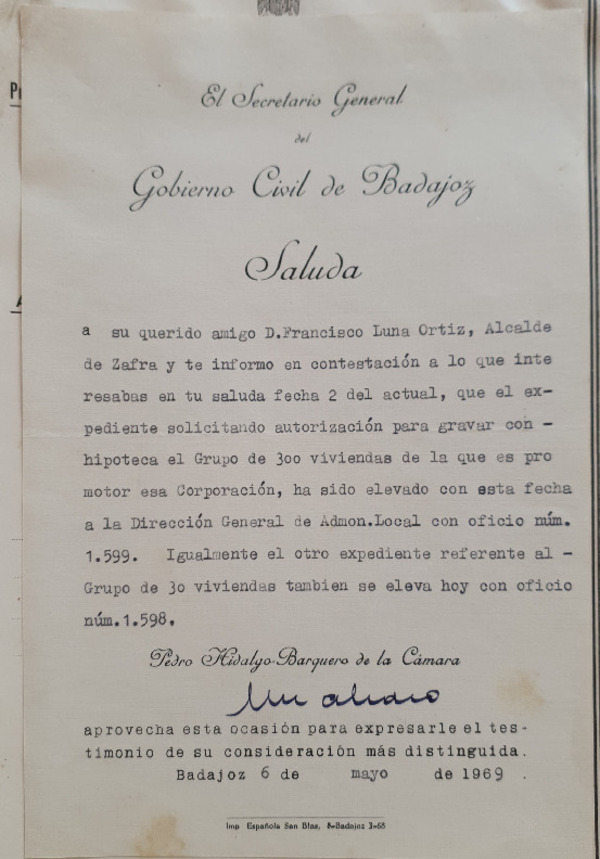 El Secretario General
del
Gobierno Civil de Badajoz
Saluda
a su querido amigo D.Francisco Luna Ortiz, Alcalde
de Zafra y te informo en contestación a lo que inte
resabas en tu saluda fecha 2 del actual, que el ex-
pediente solicitando autorización para gravar con -
hipoteca el Grupo de 300 viviendas de la que es pro
motor esa Corporación, ha sido elevado con esta fecha
a la Dirección General de Admon.Local con oficio núm.
1.599. Igualmente el otro expediente referente al -
Grupo de 30 viviendas tambien se eleva hoy con oficio
núm.1.598.
Pedro Hidalgo-Barquero de la Cámara
Un abrazo
aprovecha esta ocasión para expresarle el tes-
timonio de su consideración más distinguida.
Badajoz 6 de mayo de 1969 .
Imp. Española San Blas, 8-Badajoz 3-68